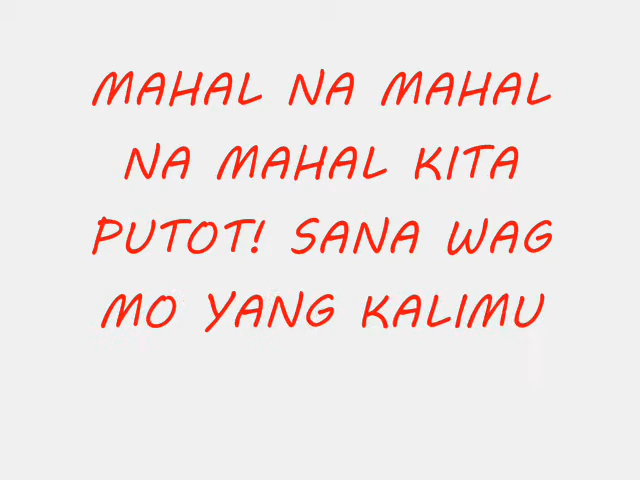 MAHAL NA MAHAL
NA MAHAL KITA
PUTOT! SANA WAG
MO YANG KALIMU